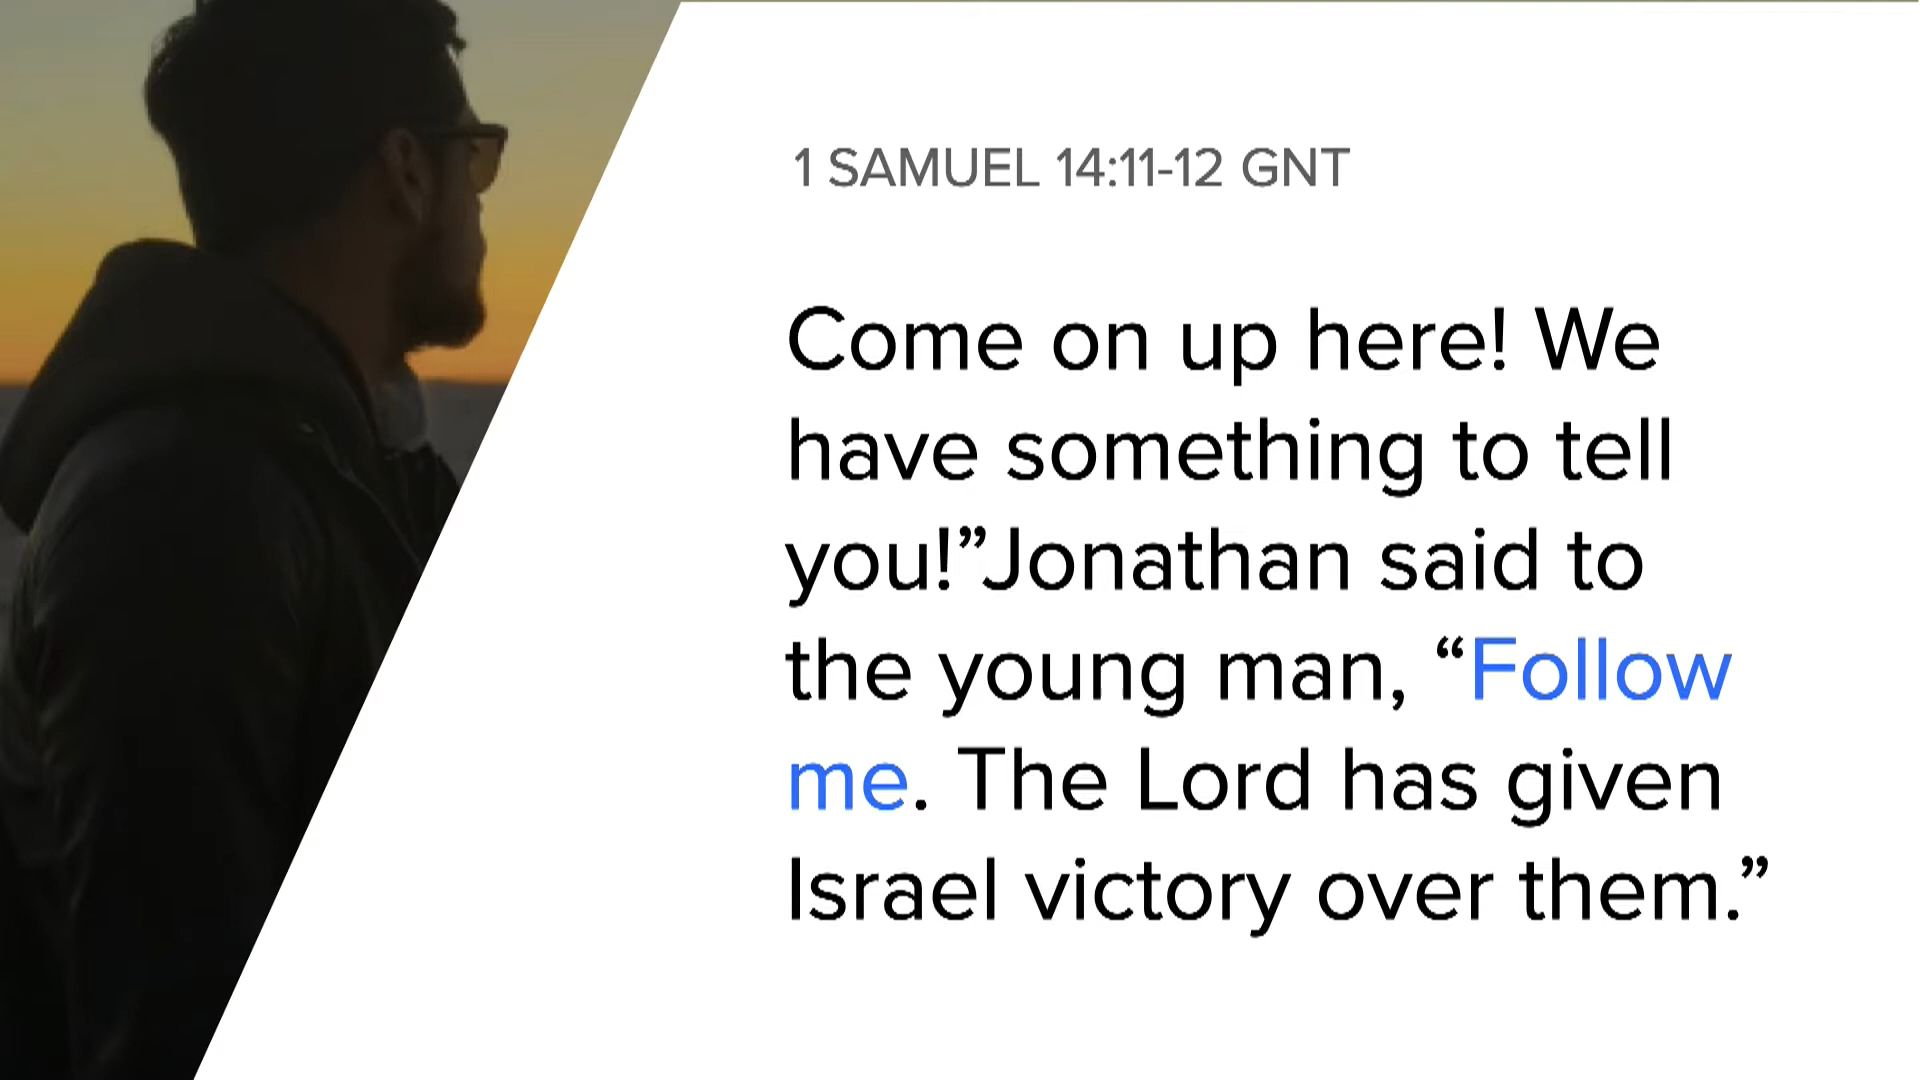 1 SAMUEL 14:11-12 GNT
Come on up here! We
have something to tell
you!”Jonathan said to
the young man, “Follow
me. The Lord has given
Israel victory over them.”